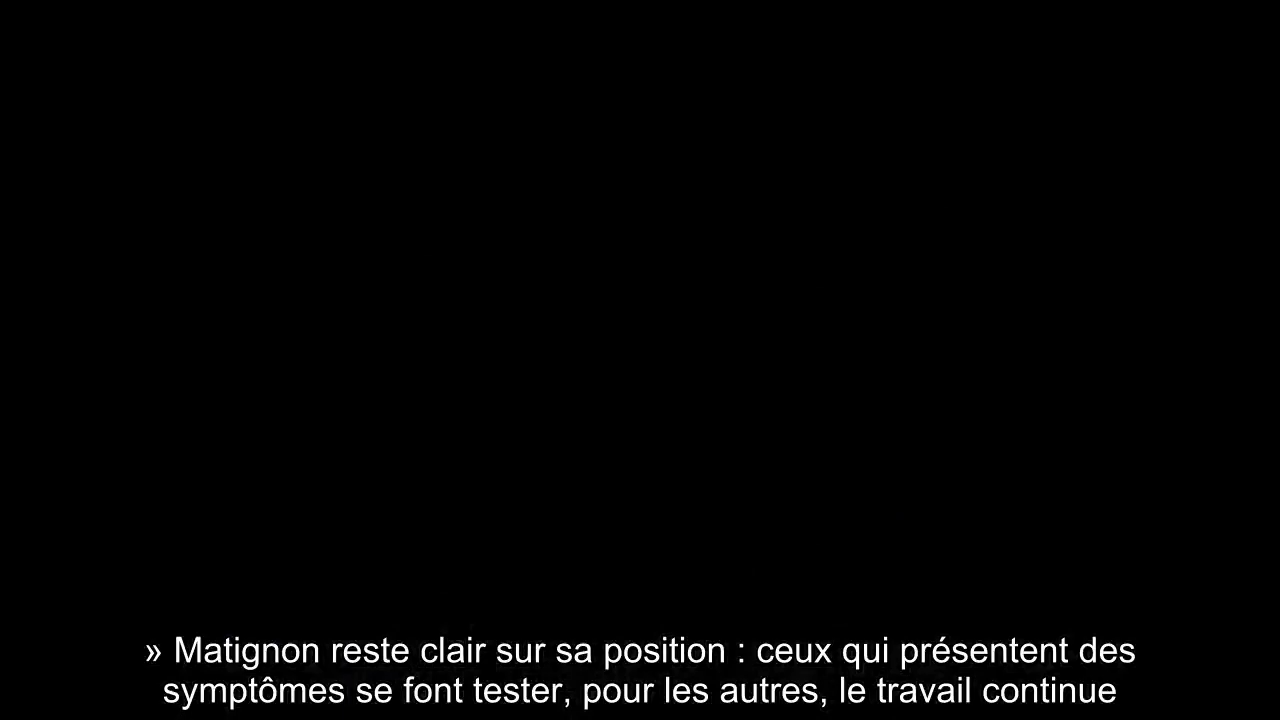 » Matignon reste clair sur sa position : ceux qui présentent des
symptômes se font tester, pour les autres, le travail continue